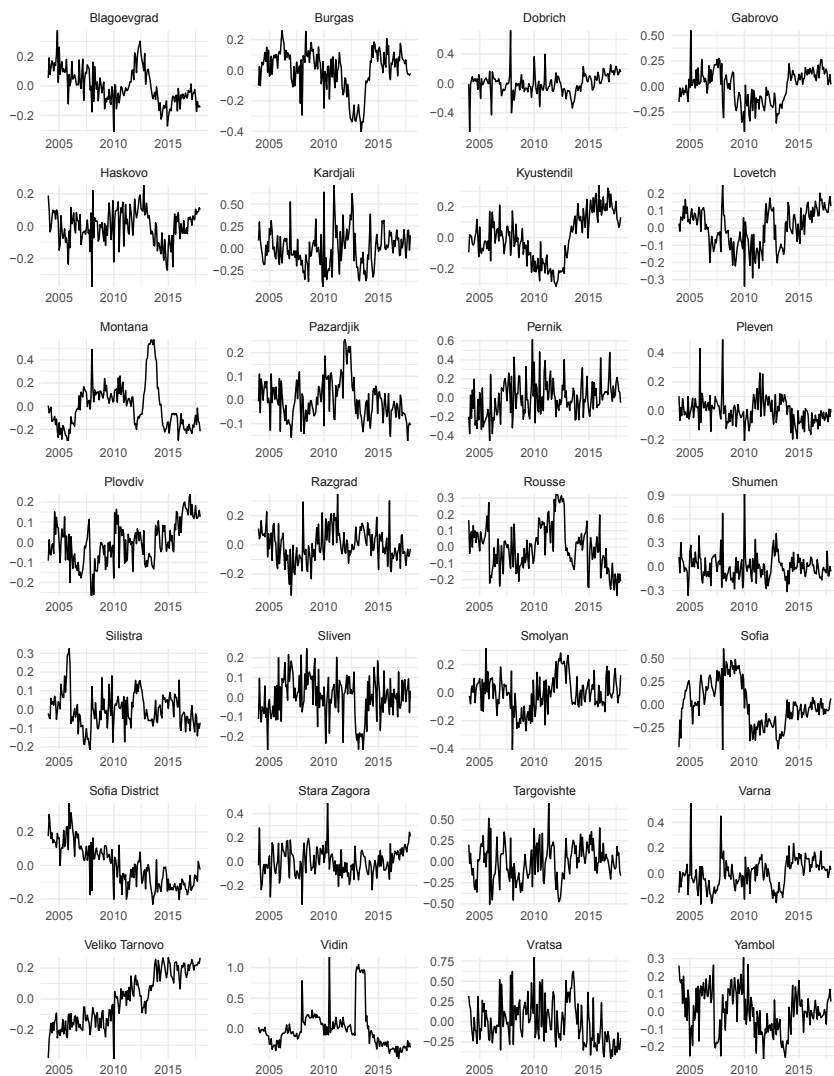 Blagoevgrad
0.2
0.0
−0.2
2005 2010 2015
Burgas
0.2
0.0
−0.2
−0.4
2005 2010 2015
Dobrich
0.4
0.0
−0.4
2005 2010 2015
Gabrovo
0.50
0.25
0.00
−0.25
2005 2010 2015
Haskovo
0.2
0.0
−0.2
2005 2010 2015
Kardjali
0.50
0.25
0.00
−0.25
2005 2010 2015
Kyustendil
0.2
0.0
−0.2
2005 2010 2015
Lovetch
0.2
0.1
0.0
−0.1
−0.2
−0.3
2005 2010 2015
Montana
0.4
0.2
0.0
−0.2
2005 2010 2015
Pazardjik
0.2
0.1
0.0
−0.1
2005 2010 2015
Pernik
0.6
0.4
0.2
0.0
−0.2
−0.4
2005 2010 2015
Pleven
0.4
0.2
0.0
−0.2
2005 2010 2015
Plovdiv
0.2
0.1
0.0
−0.1
−0.2
2005 2010 2015
Razgrad
0.2
0.0
−0.2
2005 2010 2015
Rousse
0.3
0.2
0.1
0.0
−0.1
−0.2
2005 2010 2015
Shumen
0.9
0.6
0.3
0.0
−0.3
2005 2010 2015
Silistra
0.3
0.2
0.1
0.0
−0.1
−0.2
2005 2010 2015
Sliven
0.2
0.1
0.0
−0.1
−0.2
2005 2010 2015
Smolyan
0.2
0.0
−0.2
−0.4
2005 2010 2015
Sofia
0.50
0.25
0.00
−0.25
2005 2010 2015
Sofia District
0.2
0.0
−0.2
2005 2010 2015
Stara Zagora
0.4
0.2
0.0
−0.2
2005 2010 2015
Targovishte
0.50
0.25
0.00
−0.25
−0.50
2005 2010 2015
Varna
0.4
0.2
0.0
−0.2
2005 2010 2015
Veliko Tarnovo
0.2
0.0
−0.2
2005 2010 2015
Vidin
1.0
0.5
0.0
2005 2010 2015
Vratsa
0.75
0.50
0.25
0.00
−0.25
2005 2010 2015
Yambol
0.3
0.2
0.1
0.0
−0.1
−0.2
2005 2010 2015